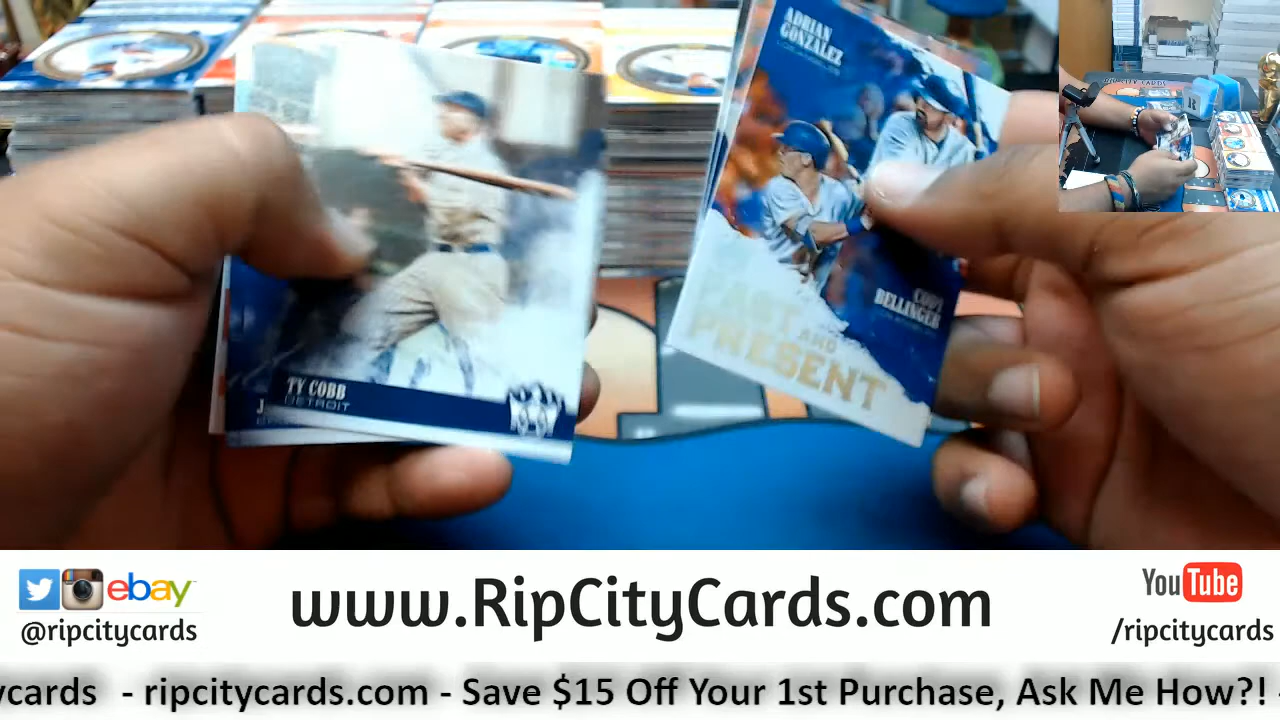 ADRIAN
GONZALEZ
CODY
BELLINGER
PAST
AND
PRESENT
TY COBB
DETROIT
J
ebay
@ripcitycards
www.RipCityCards.com
YouTube
/ripcitycards
ycards - ripcitycards.com - Save $15 Off Your 1st Purchase, Ask Me How?! -